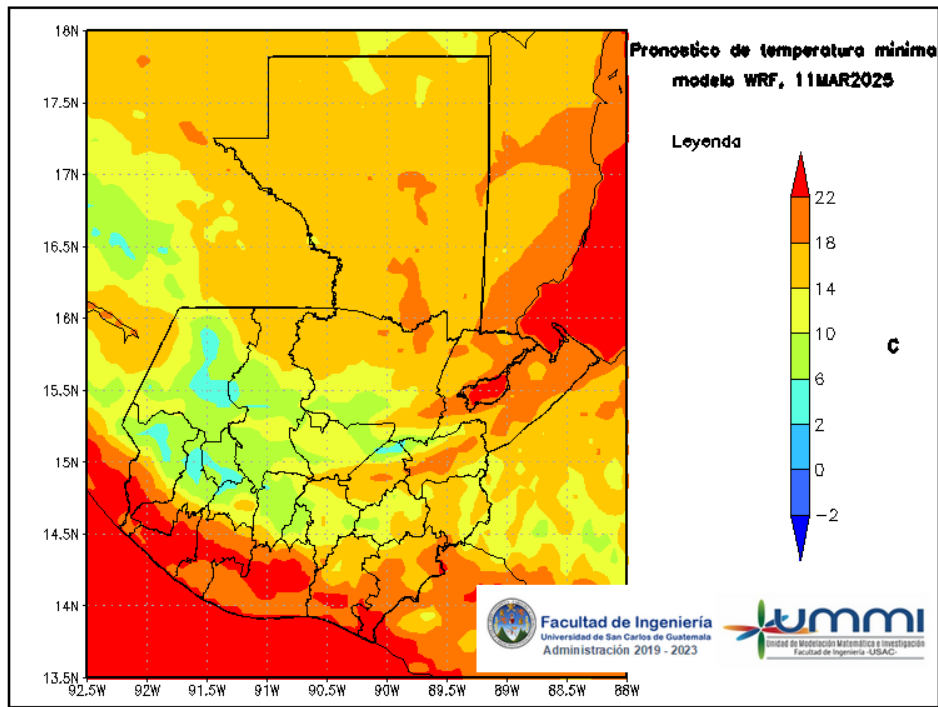 Pronostico de temperatura minima
modelo WRF, 11MAR2025
Leyenda
22
18
14
10
6
2
0
−2
C
18N
17.5N
17N
16.5N
16N
15.5N
15N
14.5N
14N
13.5N
92.5W
92W
91.5W
91W
90.5W
90W
89.5W
89W
88.5W
88W
Facultad de Ingeniería
Universidad de San Carlos de Guatemala
Administración 2019 - 2023
UMMI
Unidad de Modelación Matemática e Investigación
Facultad de Ingeniería -USAC-